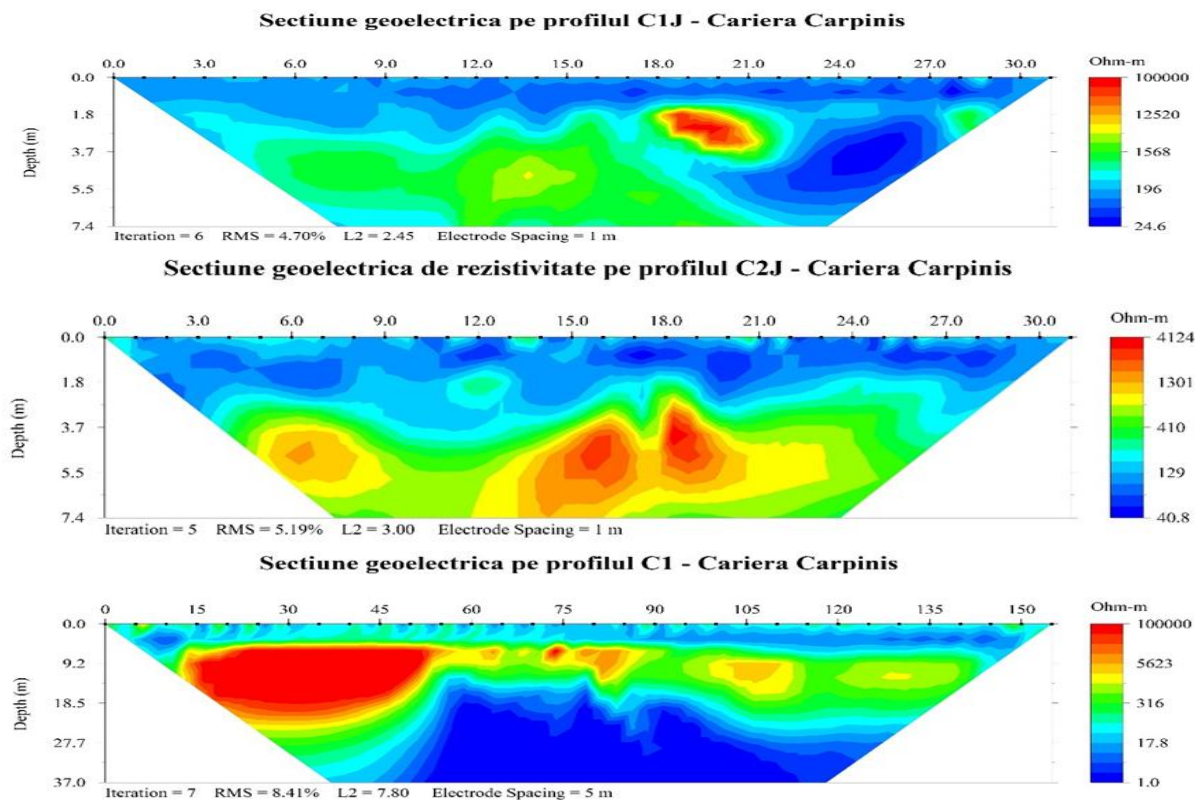 Sectiune geoelectrica pe profilul C1J - Cariera Carpinis
0.0 3.0 6.0 9.0 12.0 15.0 18.0 21.0 24.0 27.0 30.0 Ohm-m
0.0 100000
1.8 12520
Depth (m) 3.7 1568
5.5 196
7.4 24.6
Iteration = 6 RMS = 4.70% L2 = 2.45 Electrode Spacing = 1 m
Sectiune geoelectrica de rezistivitate pe profilul C2J - Cariera Carpinis
0.0 3.0 6.0 9.0 12.0 15.0 18.0 21.0 24.0 27.0 30.0 Ohm-m
0.0 4124
1.8 1301
Depth (m) 3.7 410
5.5 129
7.4 40.8
Iteration = 5 RMS = 5.19% L2 = 3.00 Electrode Spacing = 1 m
Sectiune geoelectrica pe profilul C1 - Cariera Carpinis
0 15 30 45 60 75 90 105 120 135 150 Ohm-m
0.0 100000
9.2 5623
Depth (m) 18.5 316
27.7 17.8
37.0 1.0
Iteration = 7 RMS = 8.41% L2 = 7.80 Electrode Spacing = 5 m